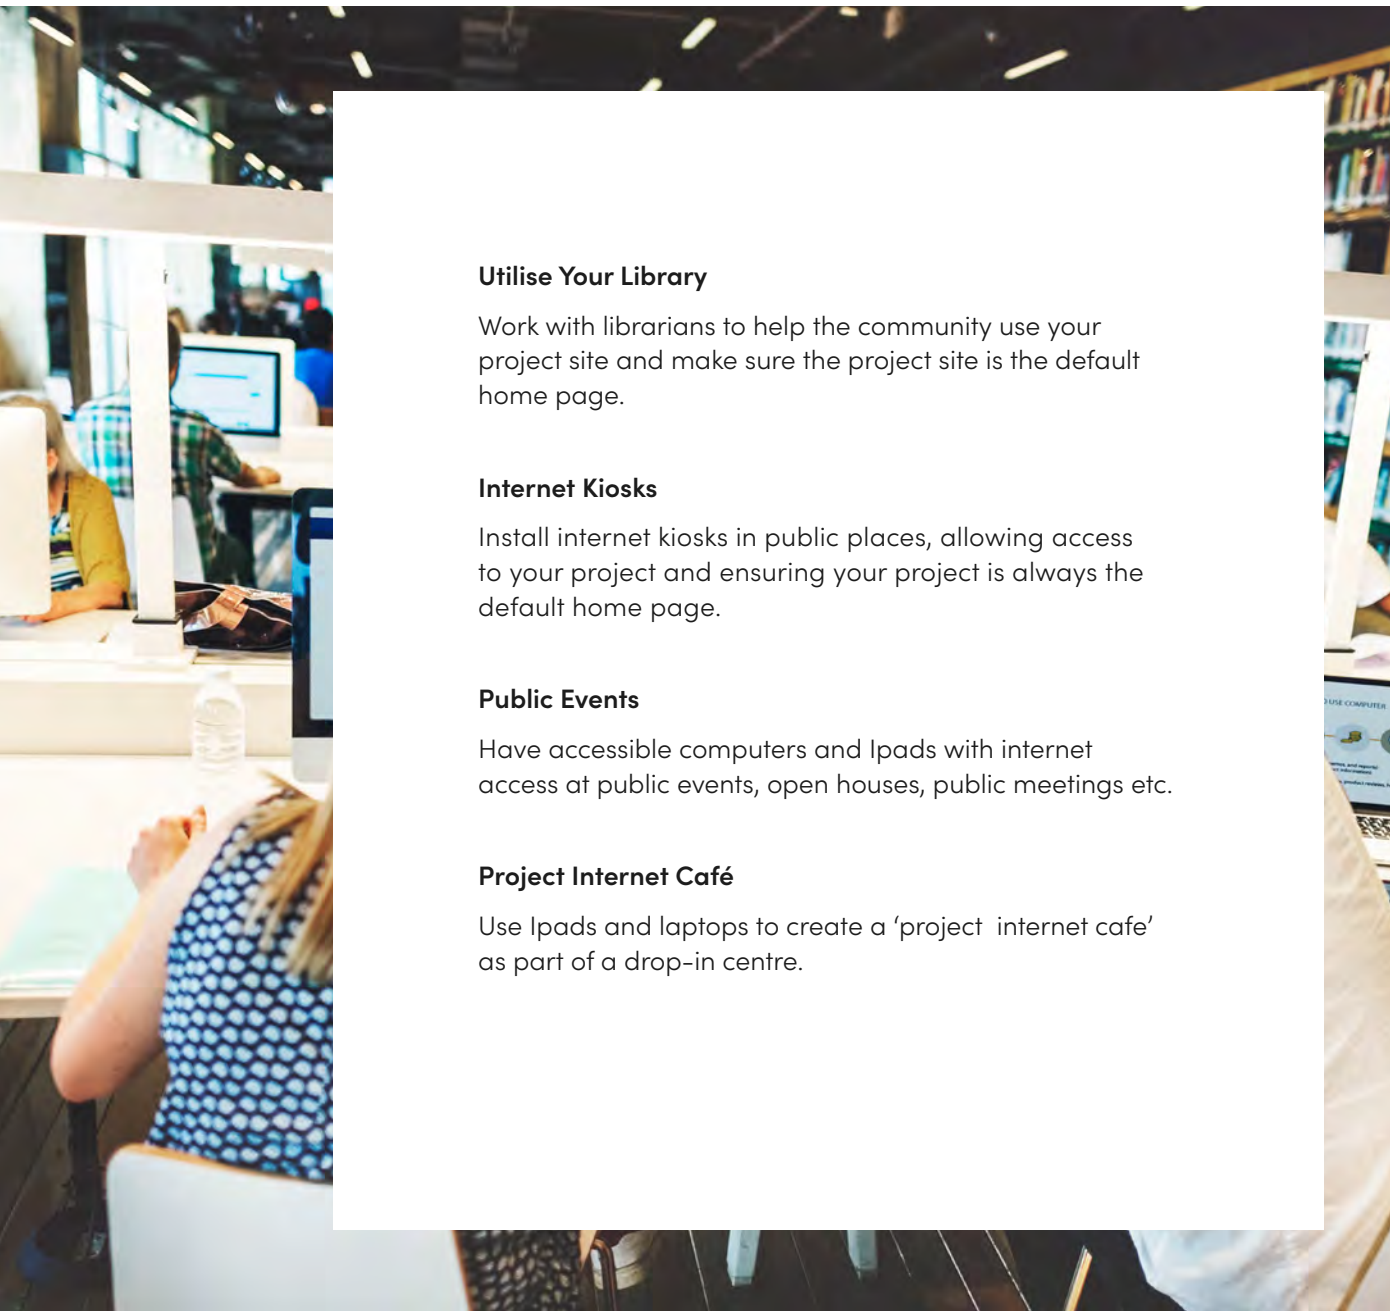 Utilise Your Library
Work with librarians to help the community use your
project site and make sure the project site is the default
home page.
Internet Kiosks
Install internet kiosks in public places, allowing access
to your project and ensuring your project is always the
default home page.
Public Events
Have accessible computers and Ipads with internet
access at public events, open houses, public meetings etc.
Project Internet Café
Use Ipads and laptops to create a ‘project  internet cafe’
as part of a drop-in centre.
USE COMPUTER